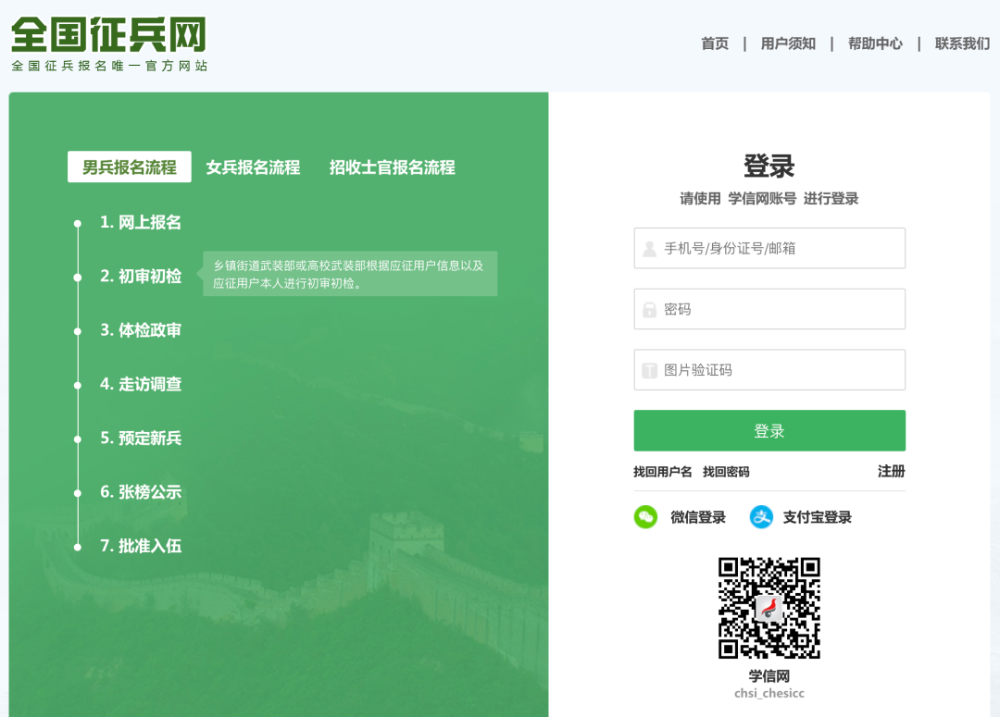 全国征兵网
全国征兵报名唯一官方网站
首页 | 用户须知 | 帮助中心 | 联系我们
男兵报名流程 女兵报名流程 招收士官报名流程
1. 网上报名
2. 初审初检
乡镇街道武装部或高校武装部根据应征用户信息以及
应征用户本人进行初审初检。
3. 体检政审
4. 走访调查
5. 预定新兵
6. 张榜公示
7. 批准入伍
登录
请使用 学信网账号 进行登录
手机号/身份证号/邮箱
密码
图片验证码
登录
找回用户名 找回密码 注册
微信登录 支付宝登录
学信网
chsi_chesicc